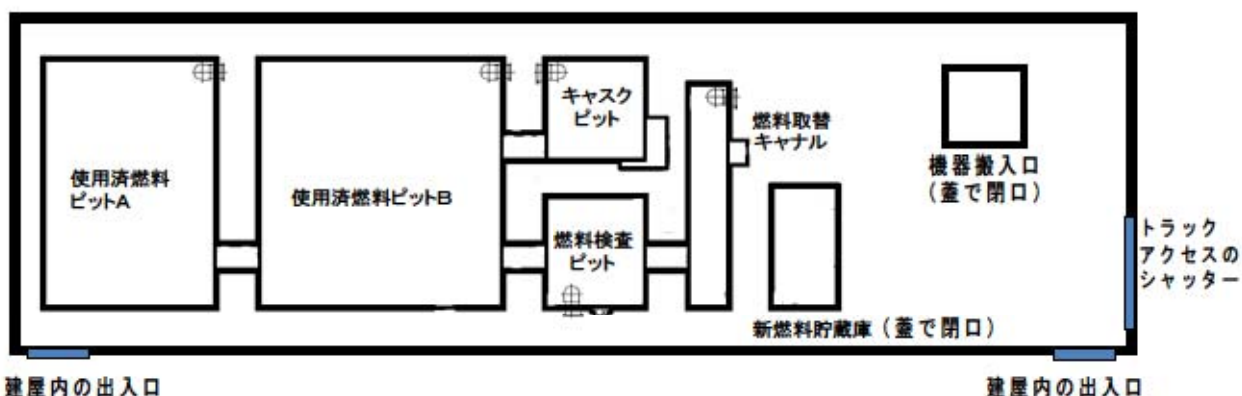 使用済燃料
ピットA
使用済燃料ピットB
キャスク
ピット
燃料検査
ピット
燃料取替
キャナル
機器搬入口
（蓋で閉口）
トラック
アクセスの
シャッター
新燃料貯蔵庫（蓋で閉口）
建屋内の出入口
建屋内の出入口